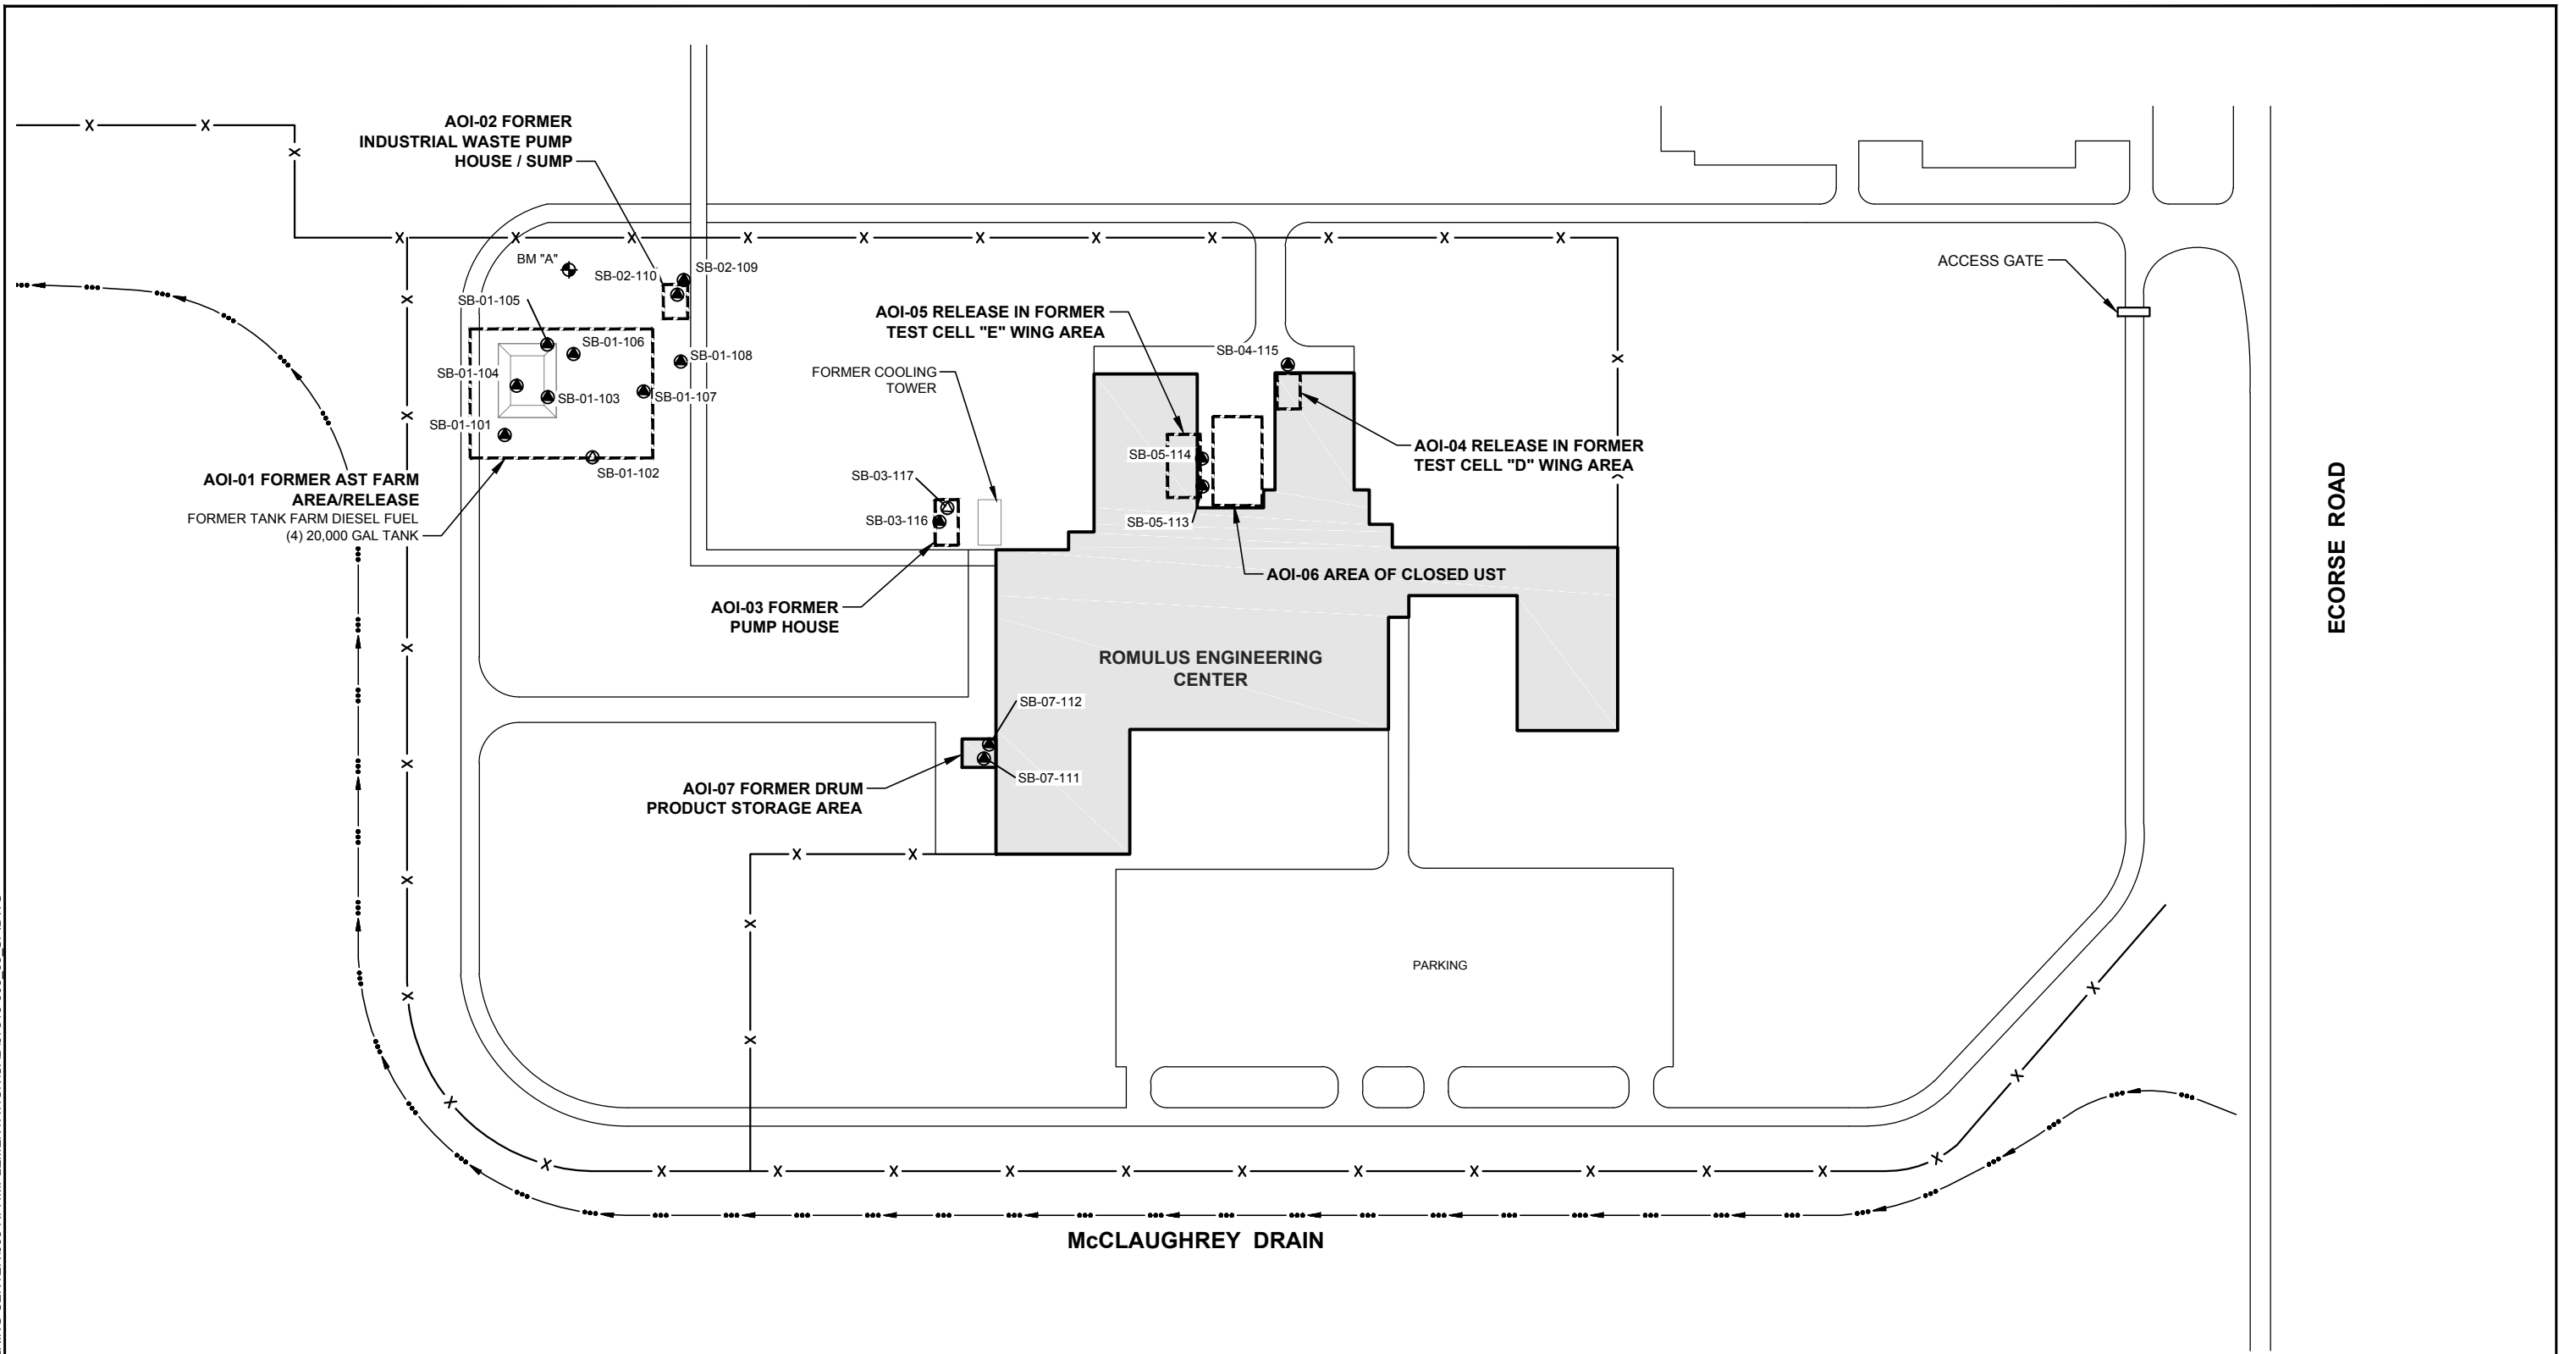 AOI-02 FORMER
INDUSTRIAL WASTE PUMP
HOUSE / SUMP
BM "A"
SB-02-110
SB-02-109
ACCESS GATE
SB-01-105
SB-01-106
SB-01-108
SB-01-104
SB-01-103
SB-01-107
SB-01-101
SB-01-102
AOI-05 RELEASE IN FORMER
TEST CELL "E" WING AREA
SB-04-115
FORMER COOLING
TOWER
AOI-01 FORMER AST FARM
AREA/RELEASE
FORMER TANK FARM DIESEL FUEL
(4) 20,000 GAL TANK
SB-05-114
AOI-04 RELEASE IN FORMER
TEST CELL "D" WING AREA
SB-03-117
SB-03-116
SB-05-113
AOI-06 AREA OF CLOSED UST
AOI-03 FORMER
PUMP HOUSE
ECORSE ROAD
ROMULUS ENGINEERING
CENTER
SB-07-112
SB-07-111
AOI-07 FORMER DRUM
PRODUCT STORAGE AREA
PARKING
McCLAUGHREY DRAIN